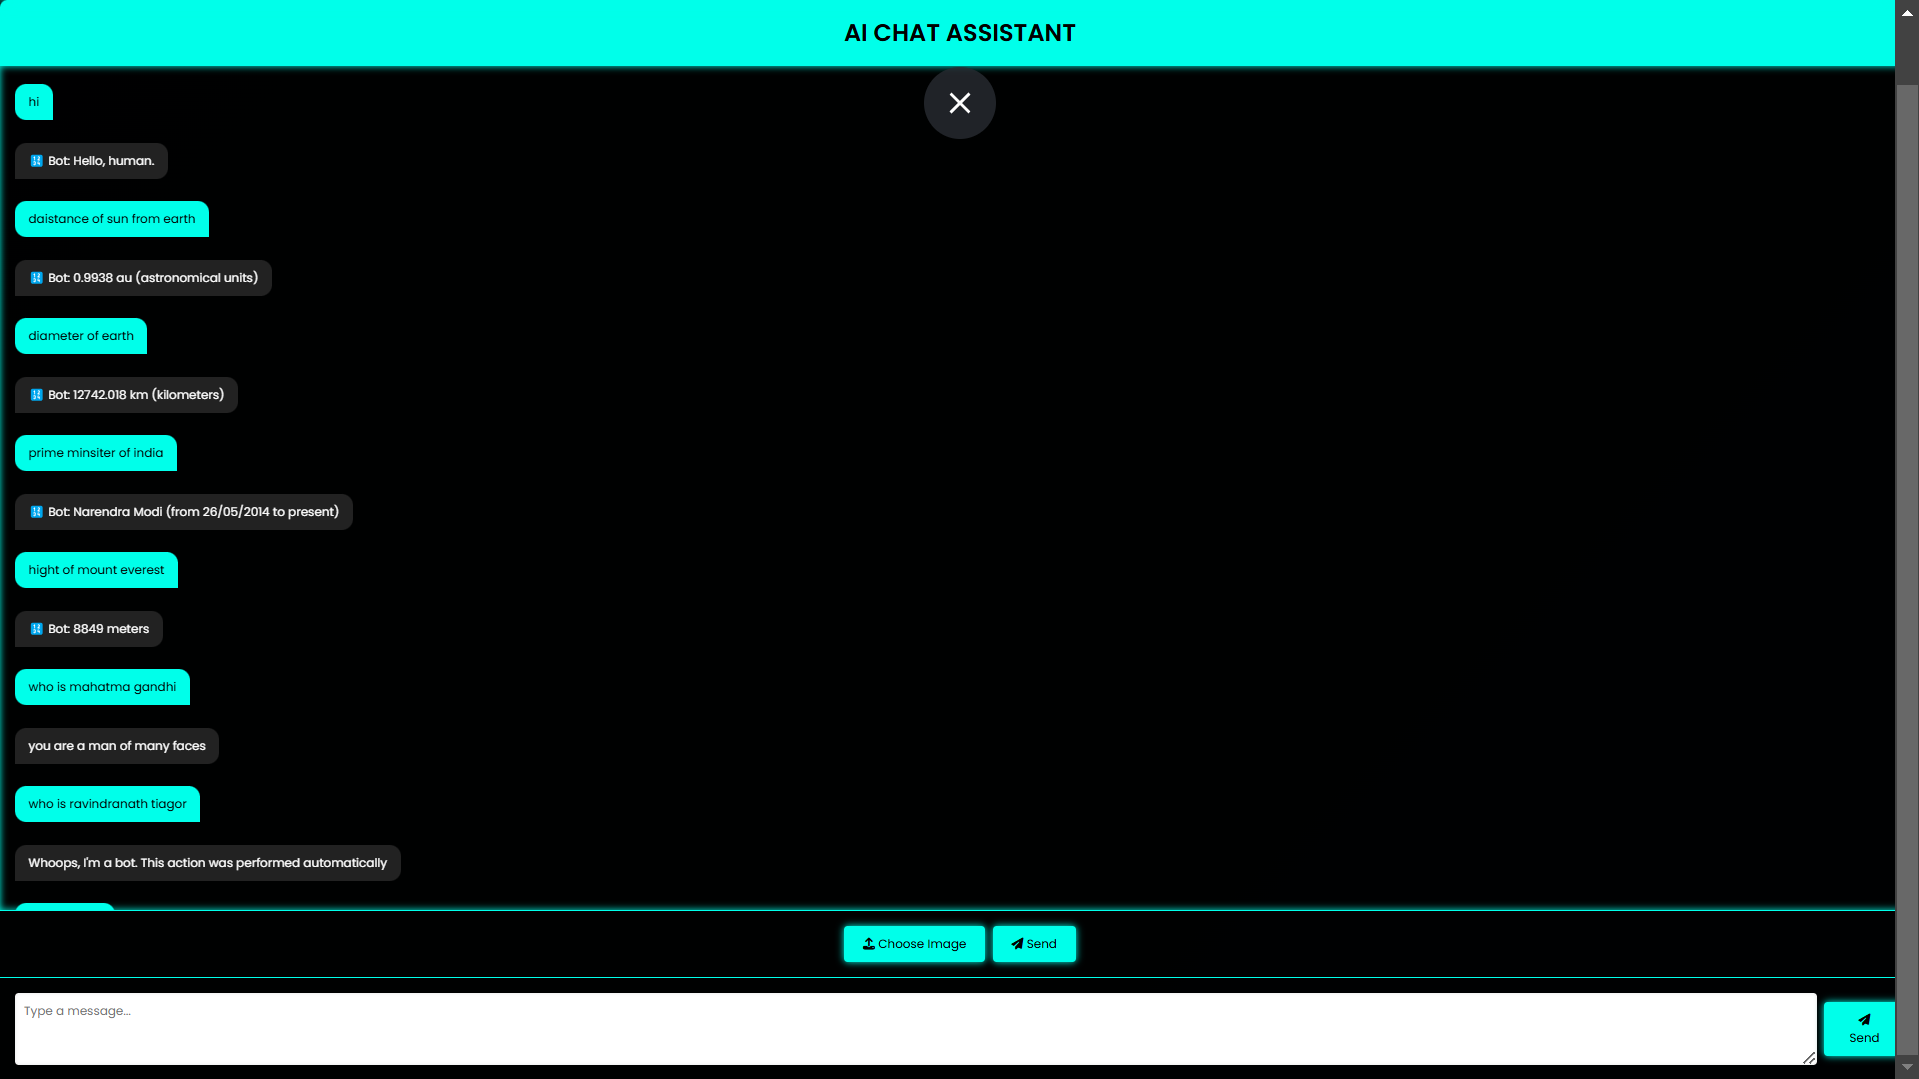 AI CHAT ASSISTANT
hi
🔢 Bot: Hello, human.
daistance of sun from earth
🔢 Bot: 0.9938 au (astronomical units)
diameter of earth
🔢 Bot: 12742.018 km (kilometers)
prime minsiter of india
🔢 Bot: Narendra Modi (from 26/05/2014 to present)
hight of mount everest
🔢 Bot: 8849 meters
who is mahatma gandhi
you are a man of many faces
who is ravindranath tiagor
Whoops, I'm a bot. This action was performed automatically
Choose Image
Send
Type a message...
Send